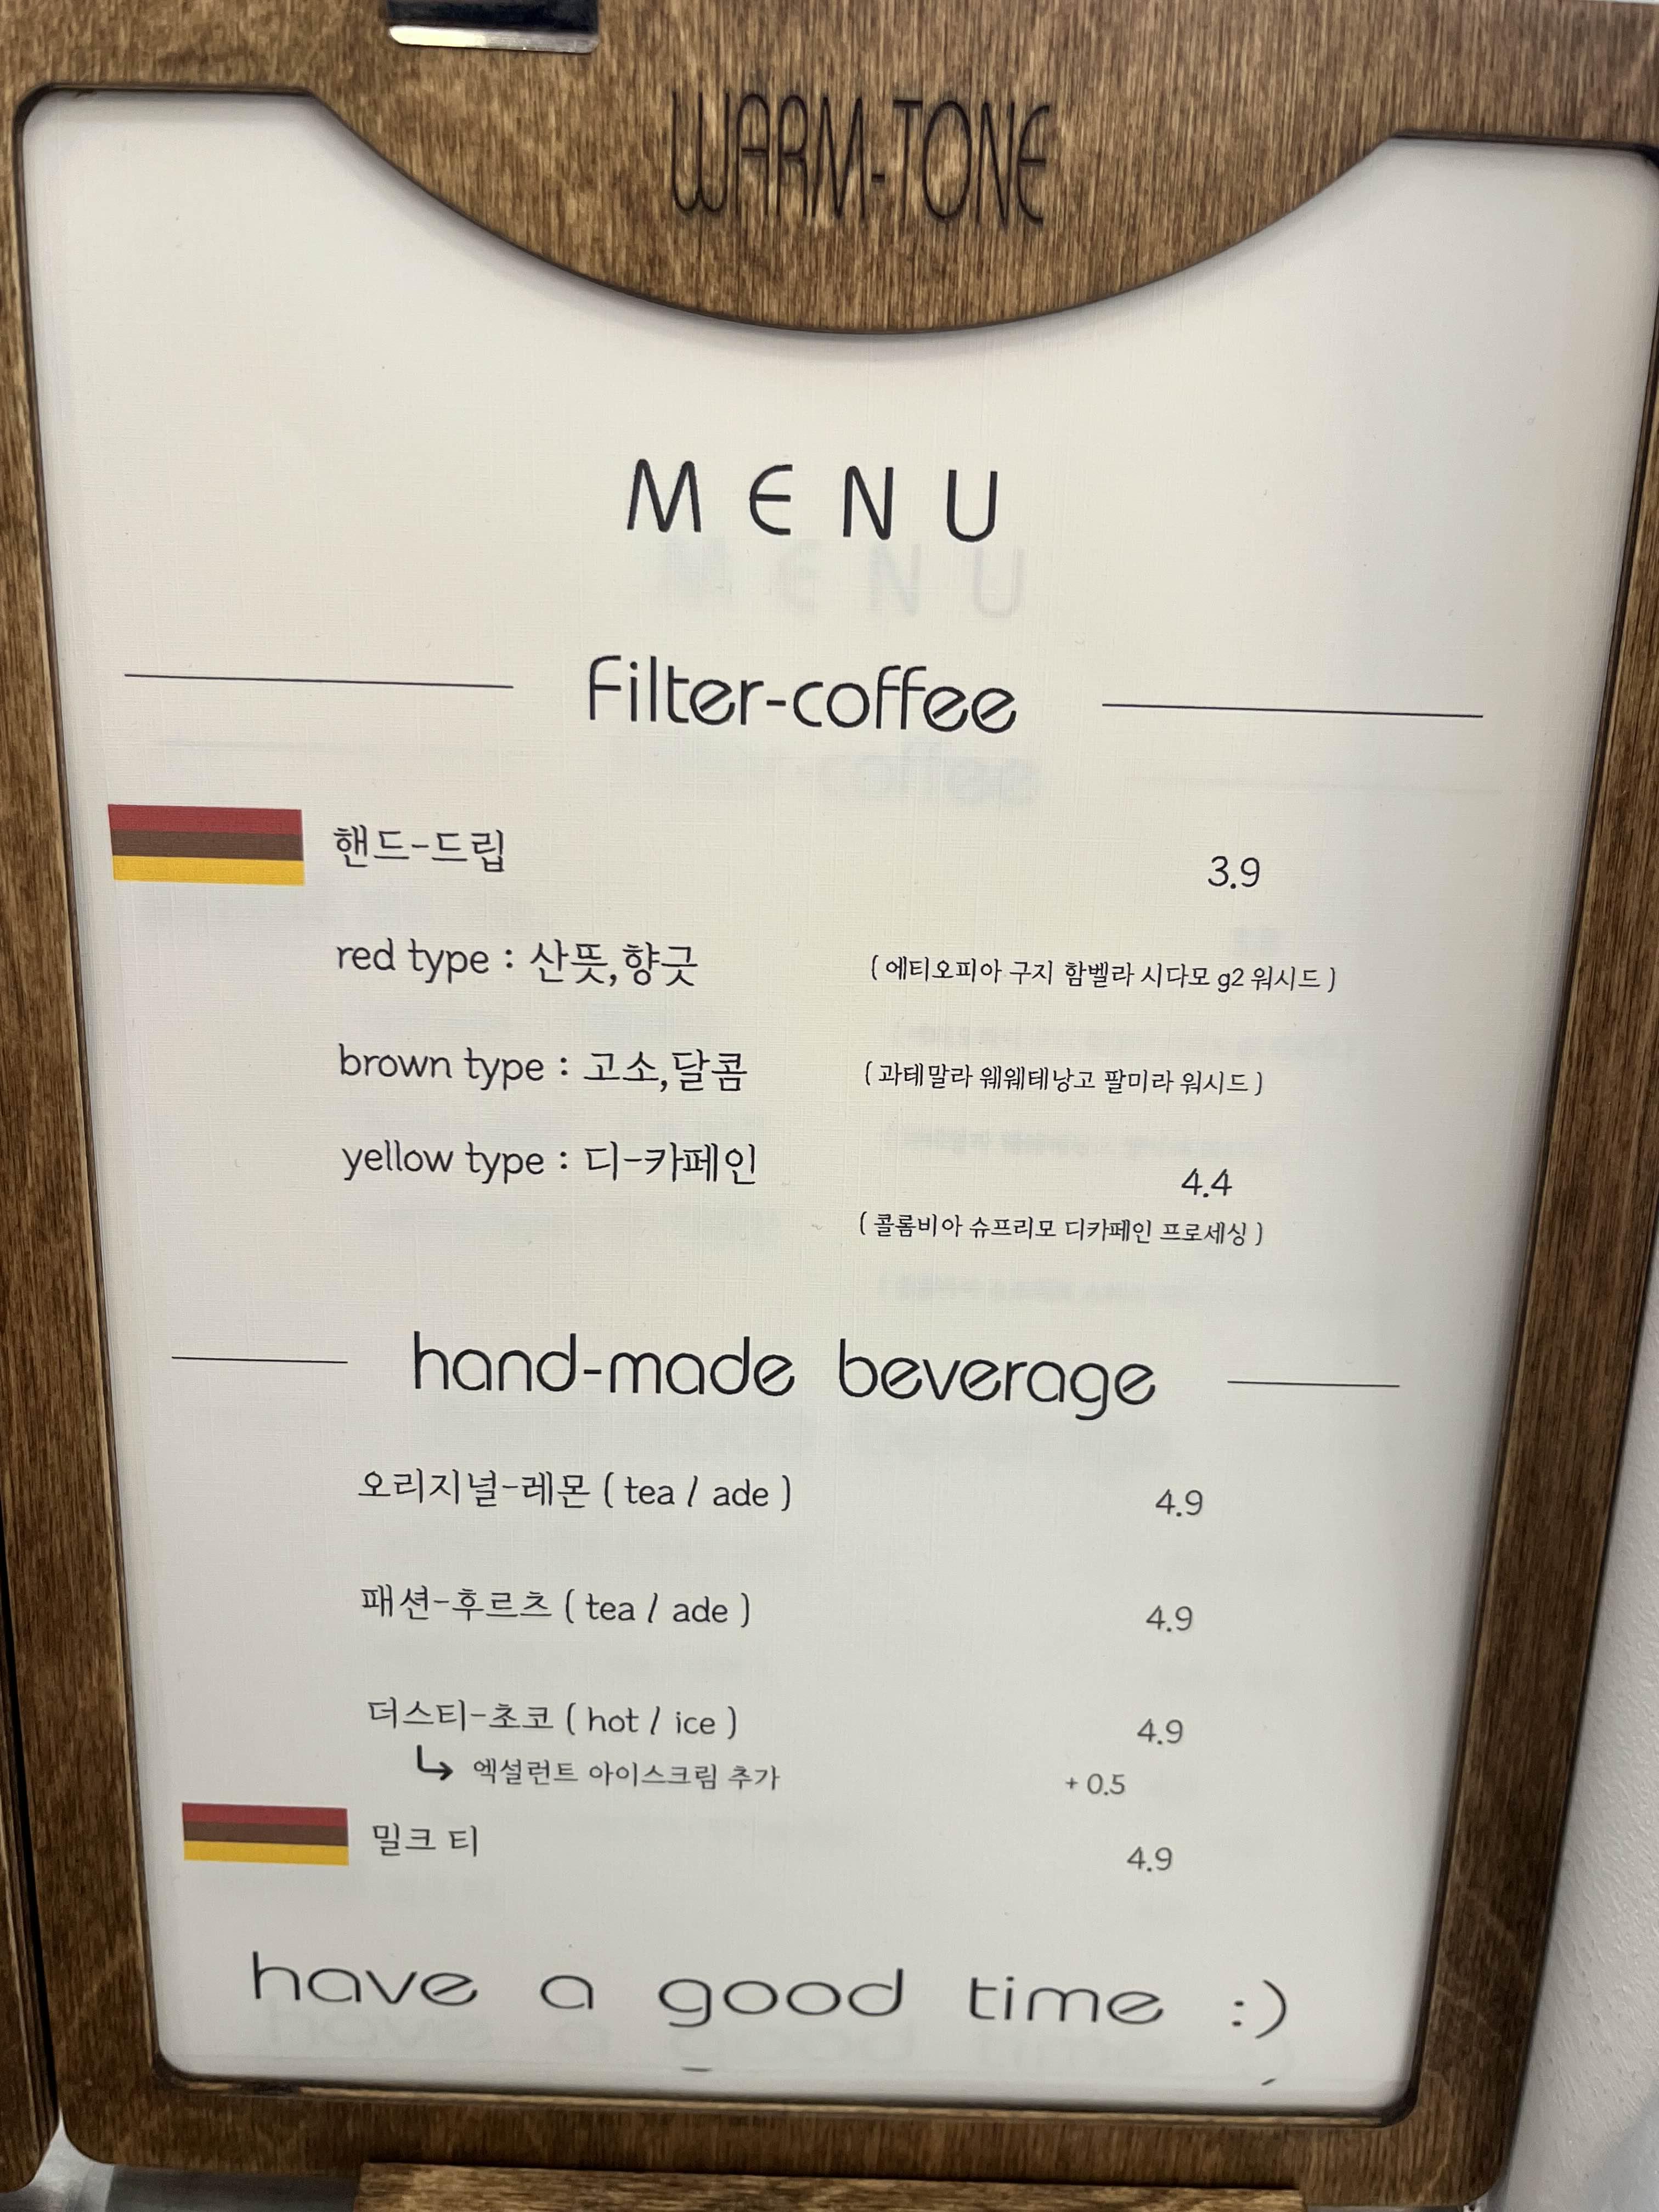 WARM-TONE
MENU
Filter-coffee
핸드-드립 3.9
red type : 산뜻,향긋 ( 에티오피아 구지 함벨라 시다모 g2 워시드 )
brown type : 고소,달콤 ( 과테말라 웨웨테낭고 팔미라 워시드 )
yellow type : 디-카페인 4.4
( 콜롬비아 슈프리모 디카페인 프로세싱 )
hand-made beverage
오리지널-레몬 ( tea / ade ) 4.9
패션-후르츠 ( tea / ade ) 4.9
더스티-초코 ( hot / ice ) 4.9
↳ 엑설런트 아이스크림 추가 + 0.5
밀크 티 4.9
have a good time :)